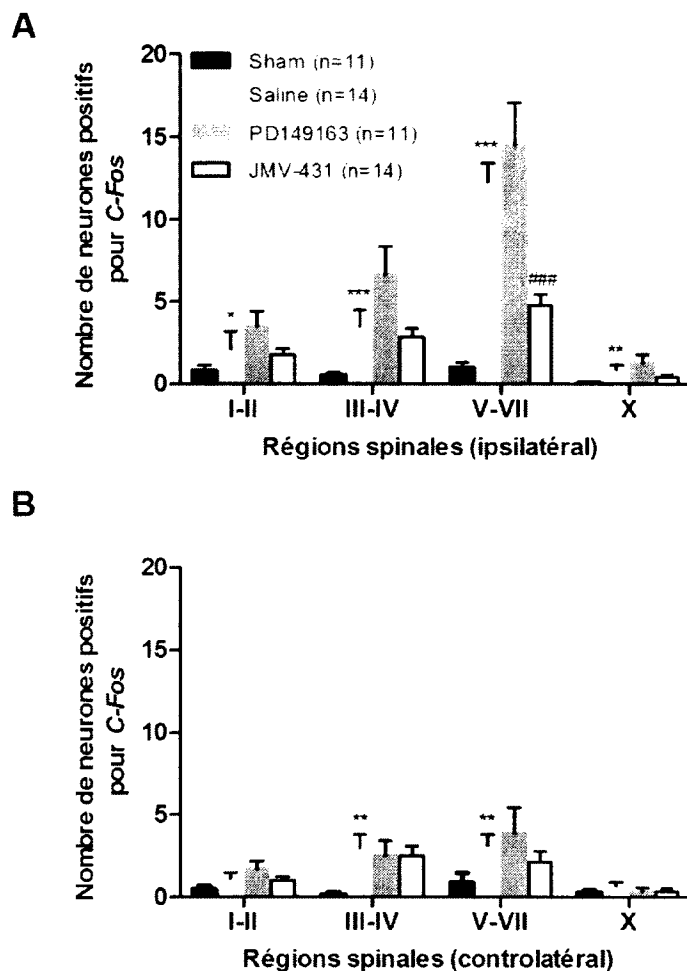 A
Nombre de neurones positifs
pour C-Fos
20
15
10
5
0
Sham (n=11)
Saline (n=14)
PD149163 (n=11)
JMV-431 (n=14)
*
***
***
###
**
I-II
III-IV
V-VII
X
Régions spinales (ipsilatéral)
B
Nombre de neurones positifs
pour C-Fos
20
15
10
5
0
**
**
I-II
III-IV
V-VII
X
Régions spinales (controlatéral)